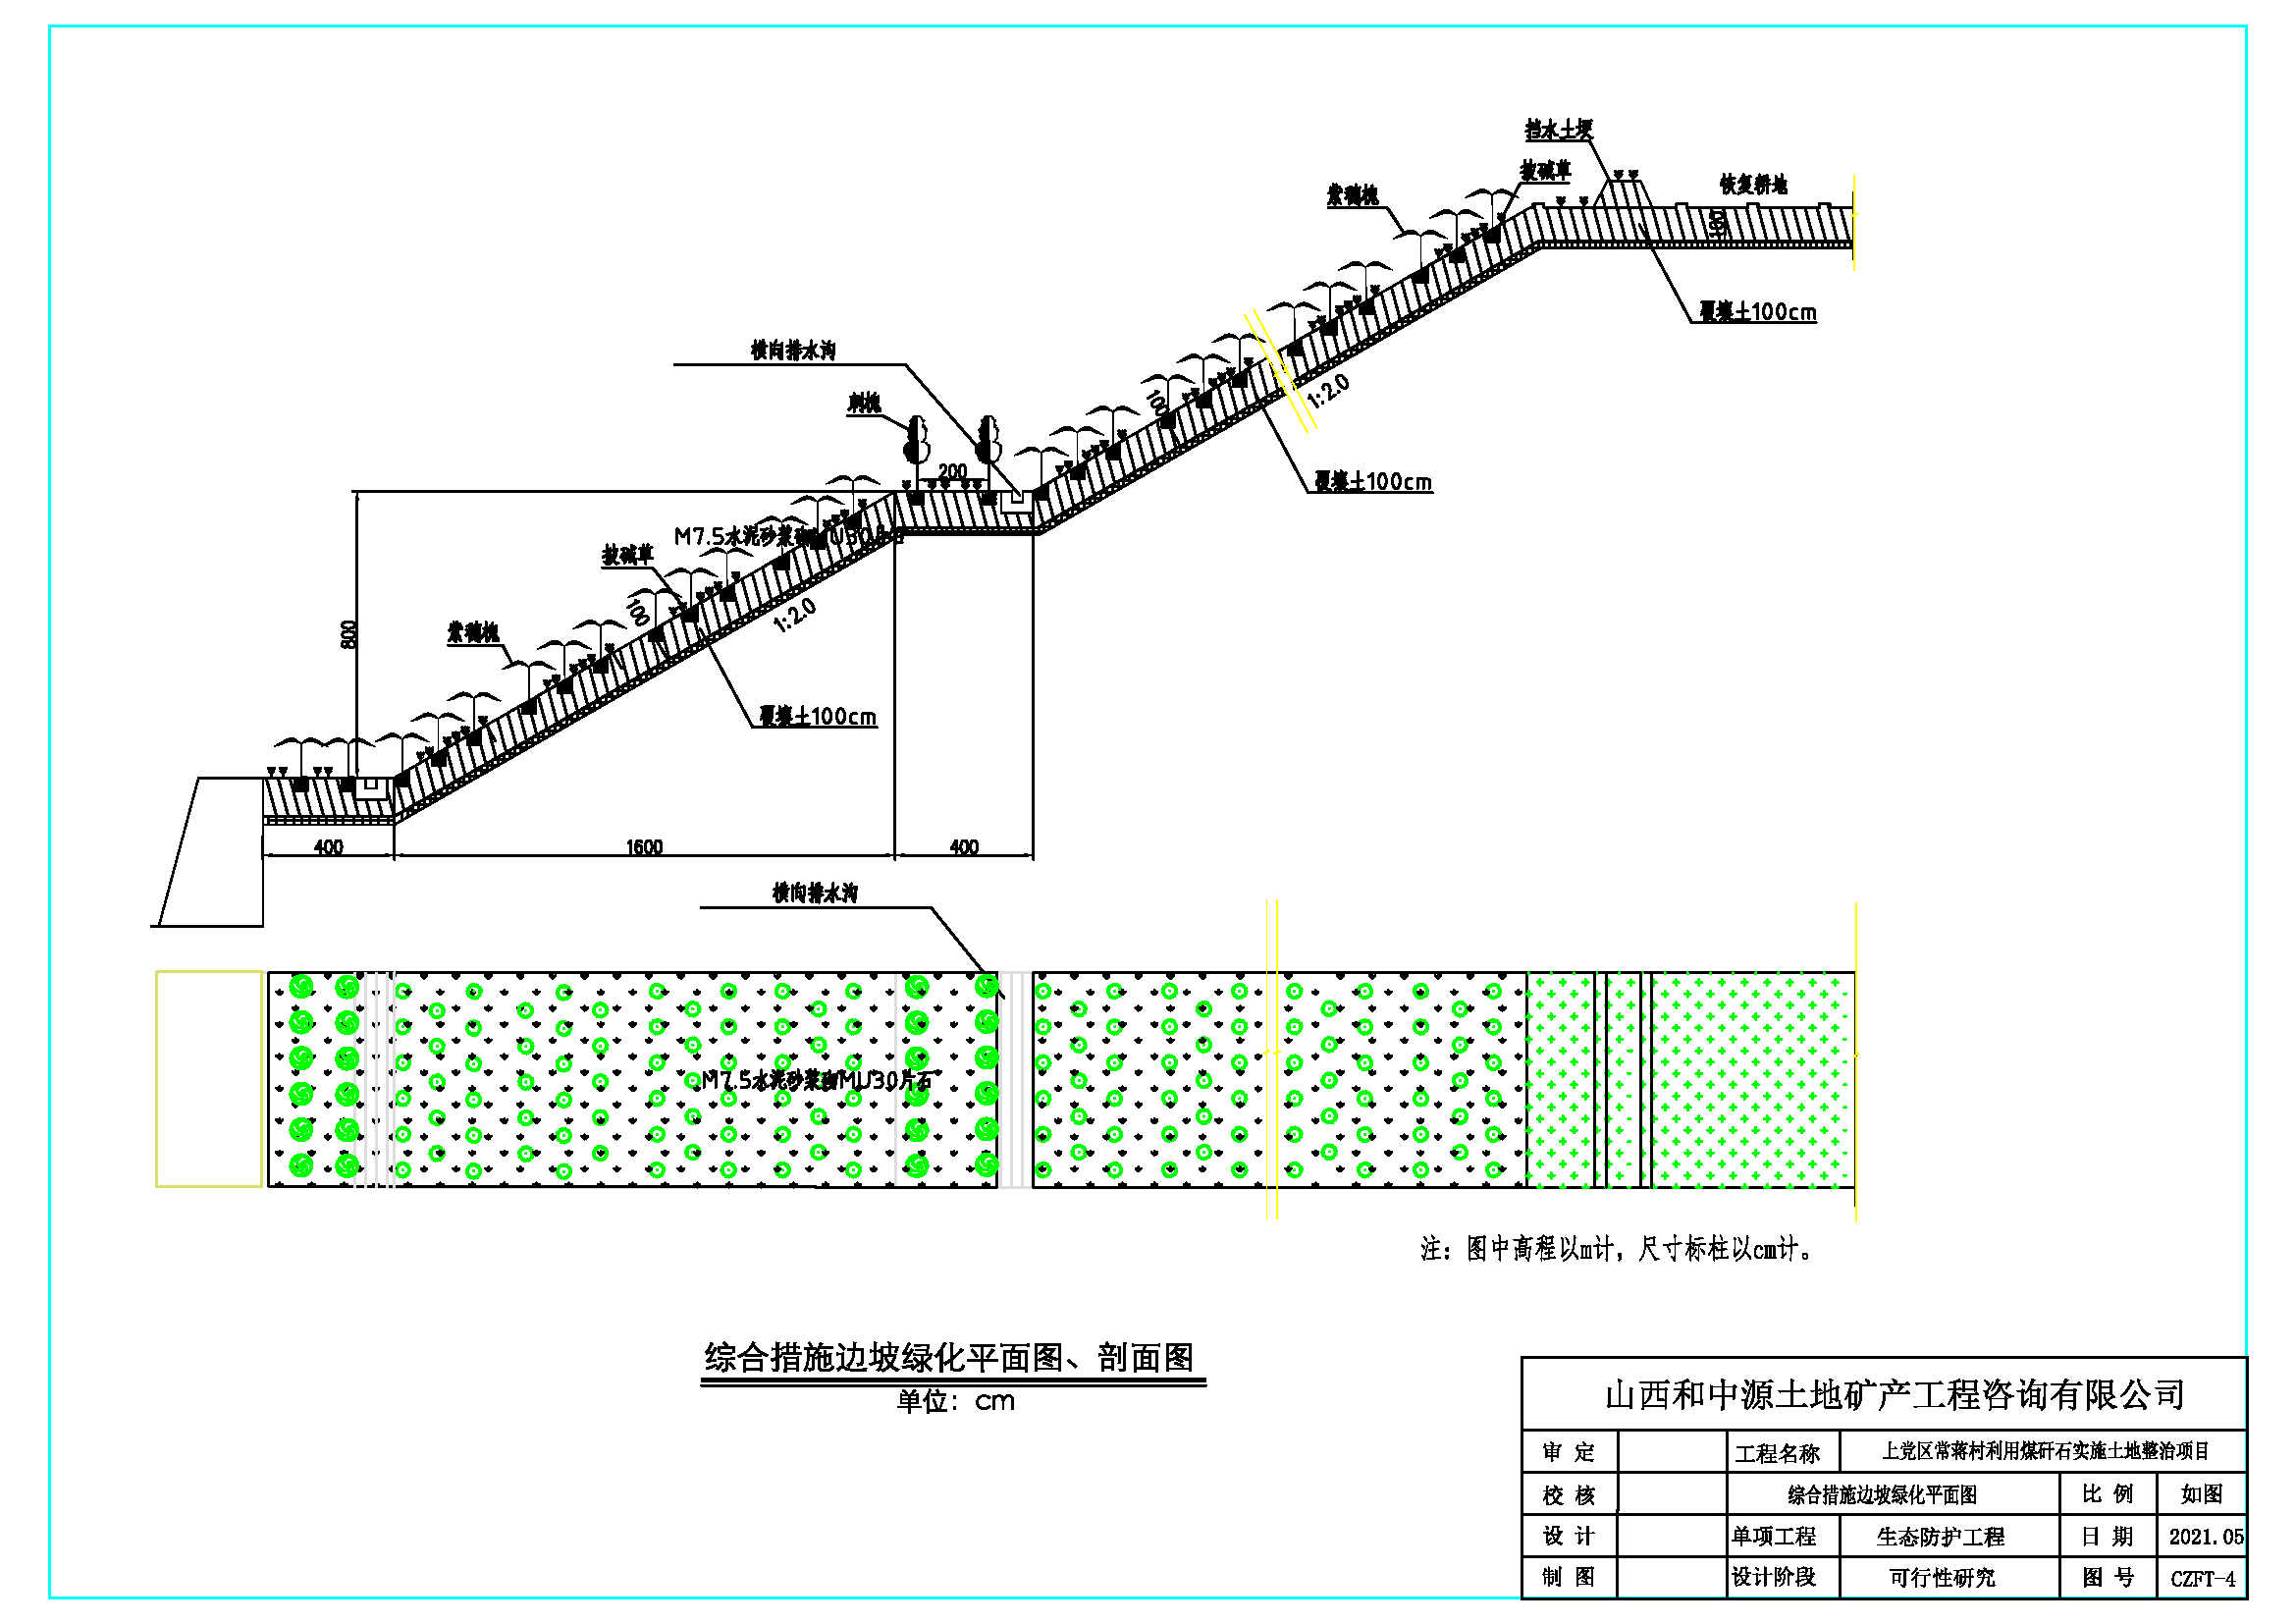 挡水土埂
披碱草
紫穗槐
恢复耕地
100
覆壤土100cm
横向排水沟
刺槐
100
1:2.0
200
覆壤土100cm
M7.5水泥砂浆砌MU30片石
披碱草
800
100
1:2.0
紫穗槐
覆壤土100cm
400
1600
400
横向排水沟
M7.5水泥砂浆砌MU30片石
注：图中高程以m计，尺寸标柱以cm计。
综合措施边坡绿化平面图、剖面图
单位：cm
山西和中源土地矿产工程咨询有限公司
审 定 工程名称 上党区常蒋村利用煤矸石实施土地整治项目
校 核 综合措施边坡绿化平面图 比 例 如图
设 计 单项工程 生态防护工程 日 期 2021.05
制 图 设计阶段 可行性研究 图 号 CZFT-4